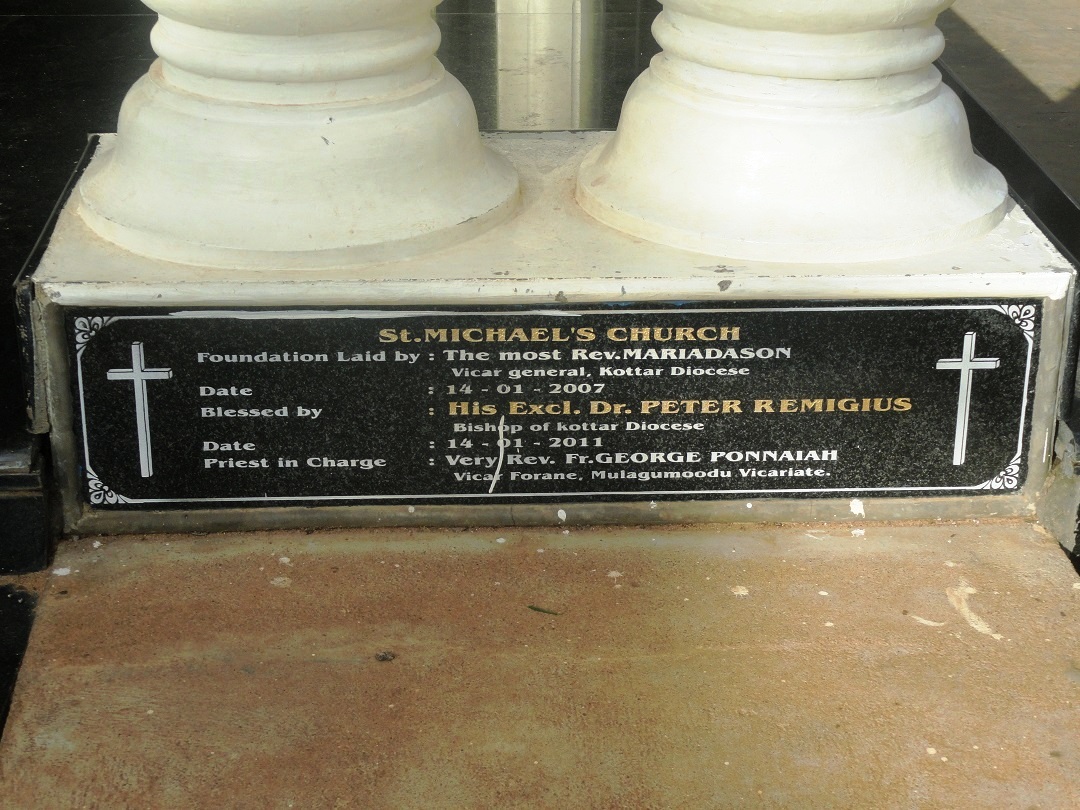 St.MICHAEL'S CHURCH
Foundation Laid by : The most Rev.MARIADASON
Vicar general, Kottar Diocese
Date : 14 - 01 - 2007
Blessed by : His Excl. Dr. PETER REMIGIUS
Bishop of kottar Diocese
Date : 14 - 01 - 2011
Priest in Charge : Very Rev. Fr.GEORGE PONNAIAH
Vicar Forane, Mulagumoodu Vicariate.